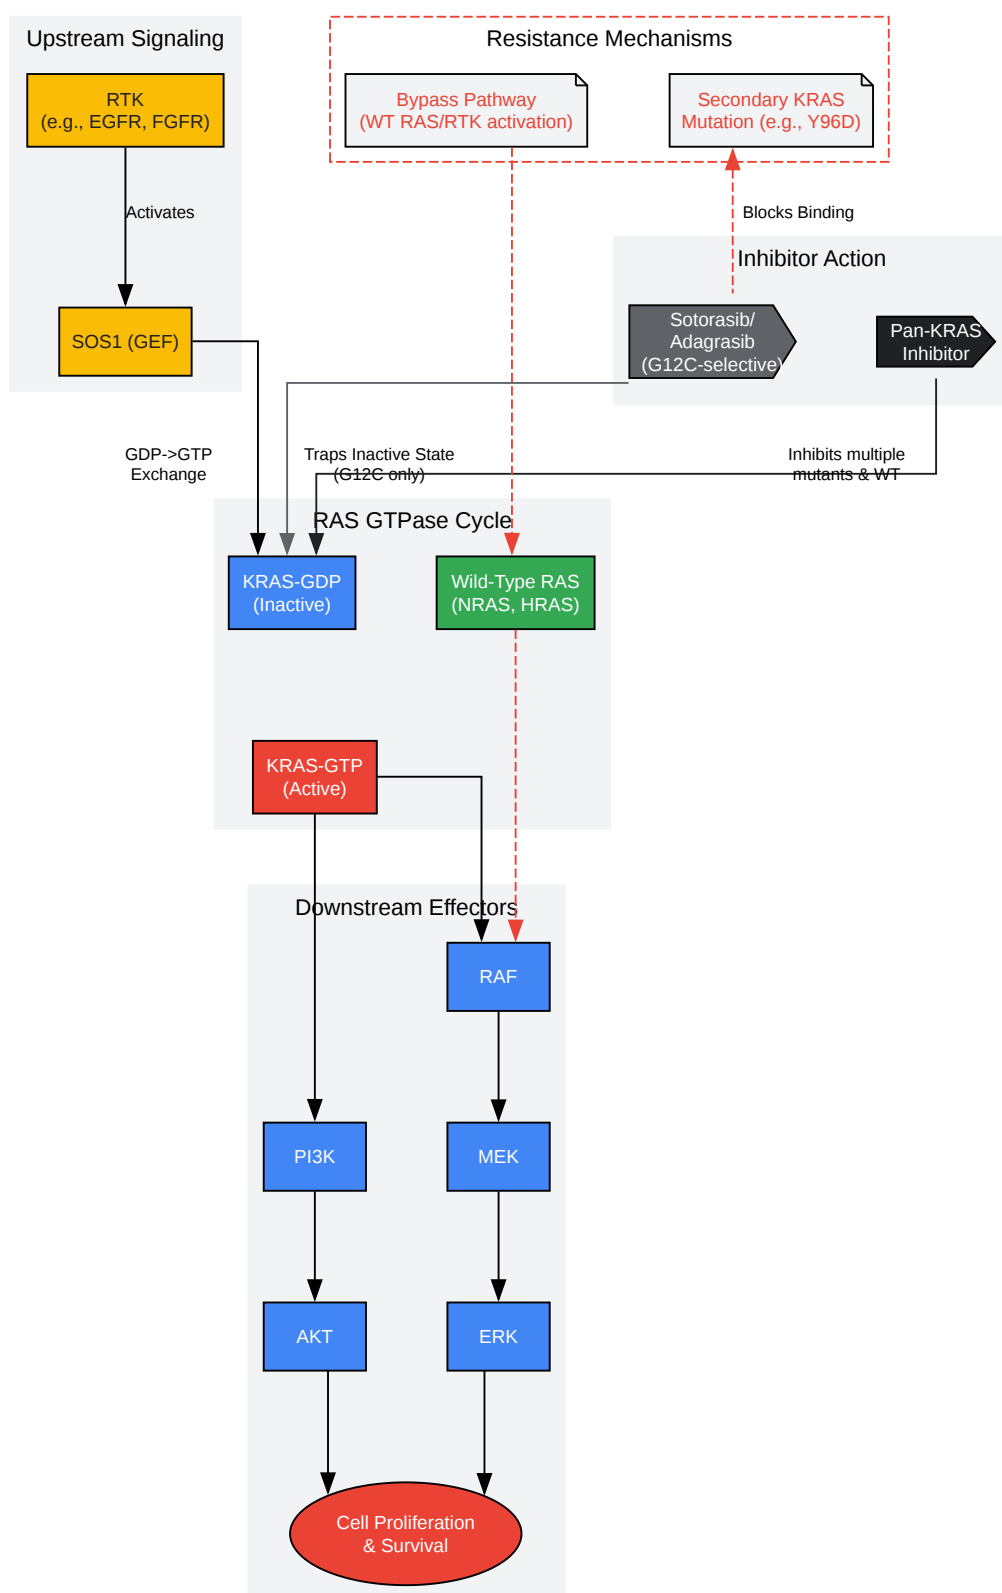 Upstream Signaling
RTK
(e.g., EGFR, FGFR)
Activates
SOS1 (GEF)
Resistance Mechanisms
Bypass Pathway
(WT RAS/RTK activation)
Secondary KRAS
Mutation (e.g., Y96D)
Blocks Binding
Inhibitor Action
Sotorasib/
Adagrasib
(G12C-selective)
Pan-KRAS
Inhibitor
GDP->GTP
Exchange
Traps Inactive State
(G12C only)
Inhibits multiple
mutants & WT
RAS GTPase Cycle
KRAS-GDP
(Inactive)
Wild-Type RAS
(NRAS, HRAS)
KRAS-GTP
(Active)
Downstream Effectors
RAF
PI3K
MEK
AKT
ERK
Cell Proliferation
& Survival